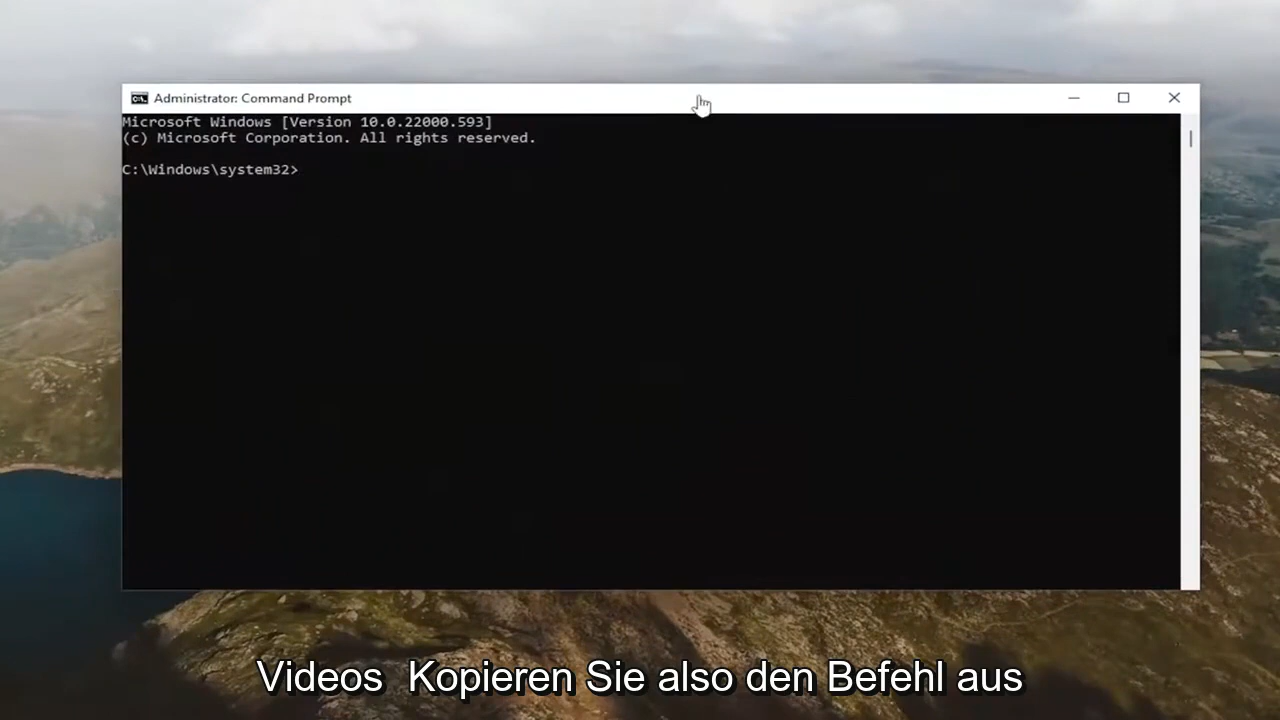 Administrator: Command Prompt
Microsoft Windows [Version 10.0.22000.593]
(c) Microsoft Corporation. All rights reserved.
C:\Windows\system32>
Videos Kopieren Sie also den Befehl aus